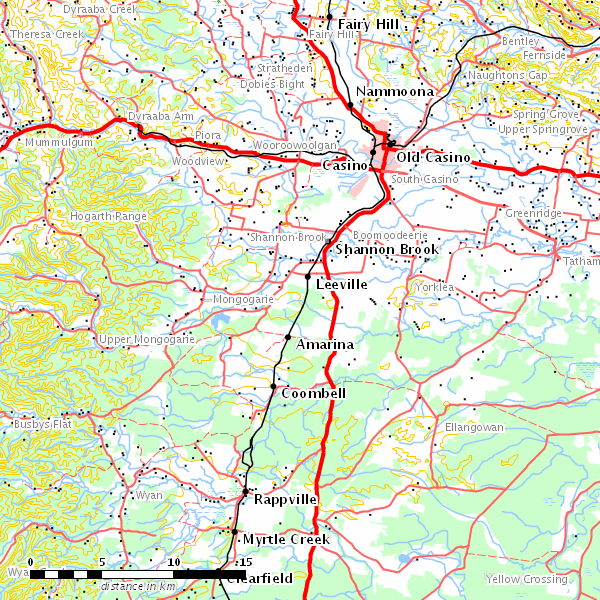 Dyraaba Creek
Theresa Creek
Fairy Hill
Fairy Hill
Bentley
Fernside
Stratheden
Dobies Bight
Naughtons Gap
Nammoona
Dyraaba Arm
Spring Grove
Upper Springrove
Piora
Mummulgum
Wooroowoolgan
Woodview
Casino
Old Casino
South Casino
Hogarth Range
Greenridge
Shannon Brook
Boomoodeerie
Shannon Brook
Tatham
Leeville
Yorklea
Mongogarie
Upper Mongogarie
Amarina
Coombell
Busbys Flat
Ellangowan
Wyan
Rappville
Myrtle Creek
0 5 10 15
distance in km
Wya
Clearfield
Yellow Crossing